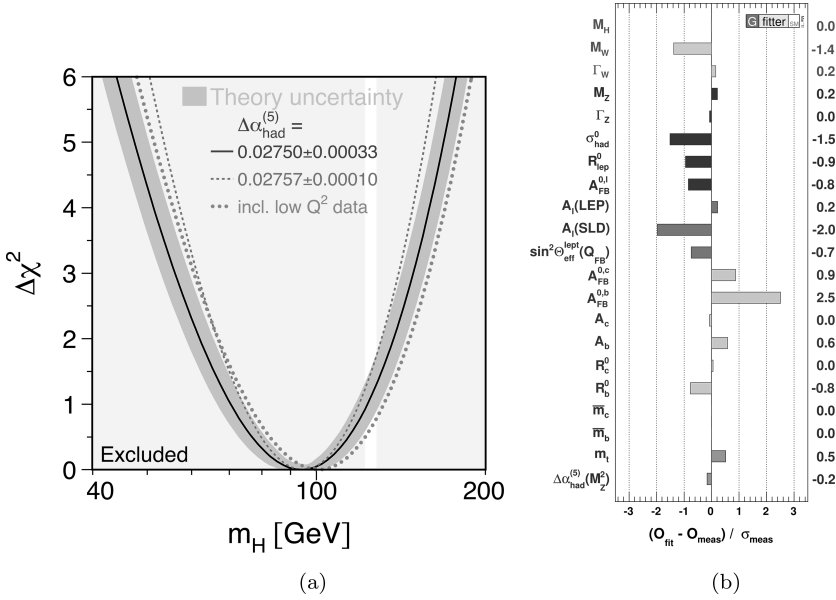 6
5
4
3
2
1
0
Δχ²
Theory uncertainty
Δα_had^(5) =
0.02750±0.00033
0.02757±0.00010
incl. low Q² data
Excluded
40
100
200
m_H [GeV]
(a)
G fitter SM
M_H 0.0
M_W -1.4
Γ_W 0.2
M_Z 0.2
Γ_Z 0.0
σ_had^0 -1.5
R_lep^0 -0.9
A_FB^0,l -0.8
A_l(LEP) 0.2
A_l(SLD) -2.0
sin²Θ_eff^lept(Q_FB) -0.7
A_FB^0,c 0.9
A_FB^0,b 2.5
A_c 0.0
A_b 0.6
R_c^0 0.0
R_b^0 -0.8
m̅_c 0.0
m̅_b 0.0
m_t 0.5
Δα_had^(5)(M_Z^2) -0.2
-3 -2 -1 0 1 2 3
(O_fit - O_meas) / σ_meas
(b)